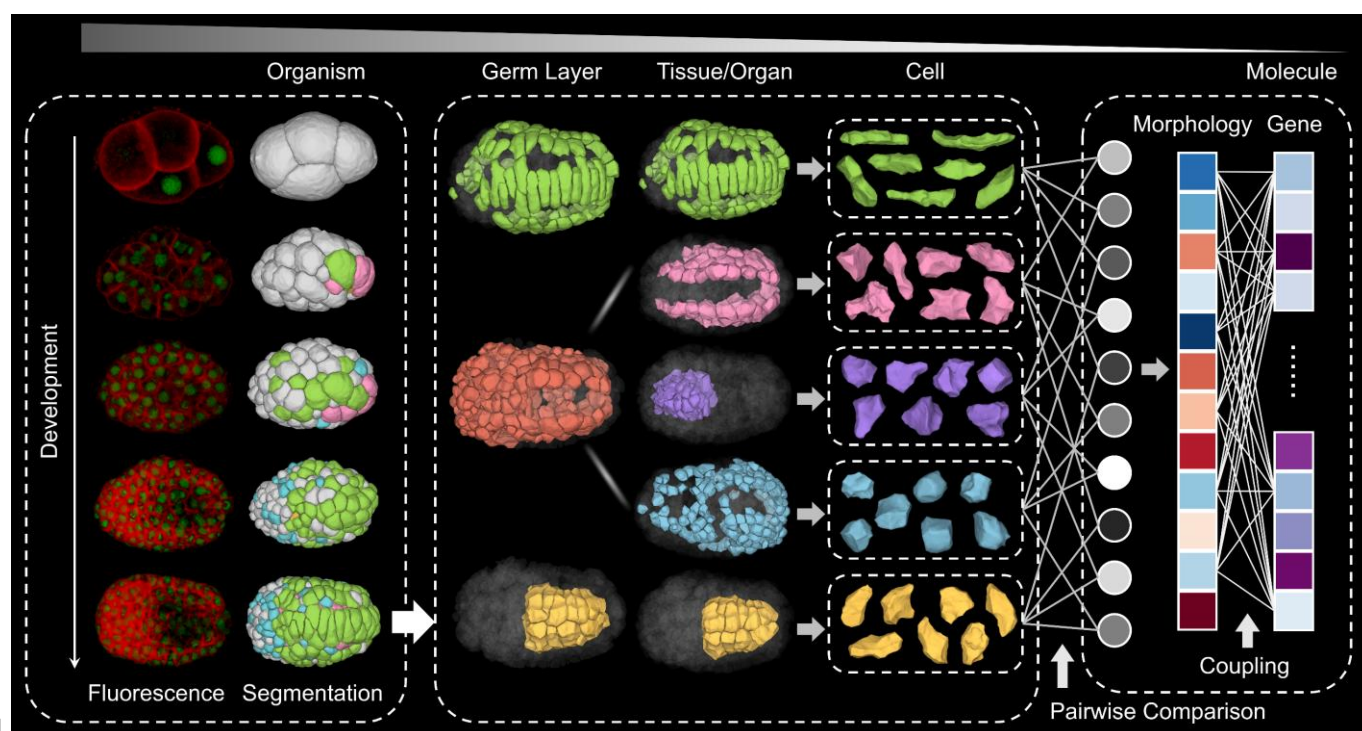 Organism
Germ Layer
Tissue/Organ
Cell
Molecule
Morphology
Gene
Development
Fluorescence
Segmentation
Coupling
Pairwise Comparison